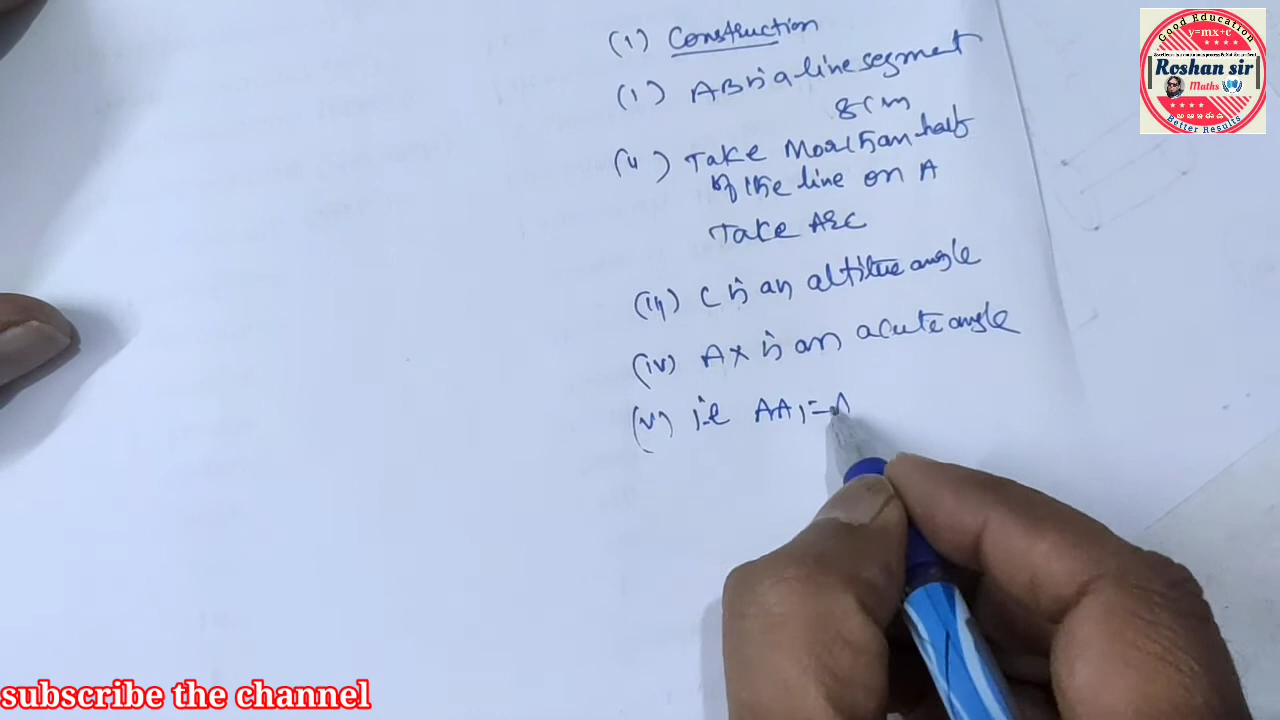 (1) Construction
(i) AB is a line segment
8cm
(ii) Take More than half
of the line on A
Take Arc
(iii) C is an altitue angle
(iv) AX is an acute angle
(v) i.e AA1 = A
Good Education
y=mx+c
Roshan sir
Maths
Better Results
subscribe the channel